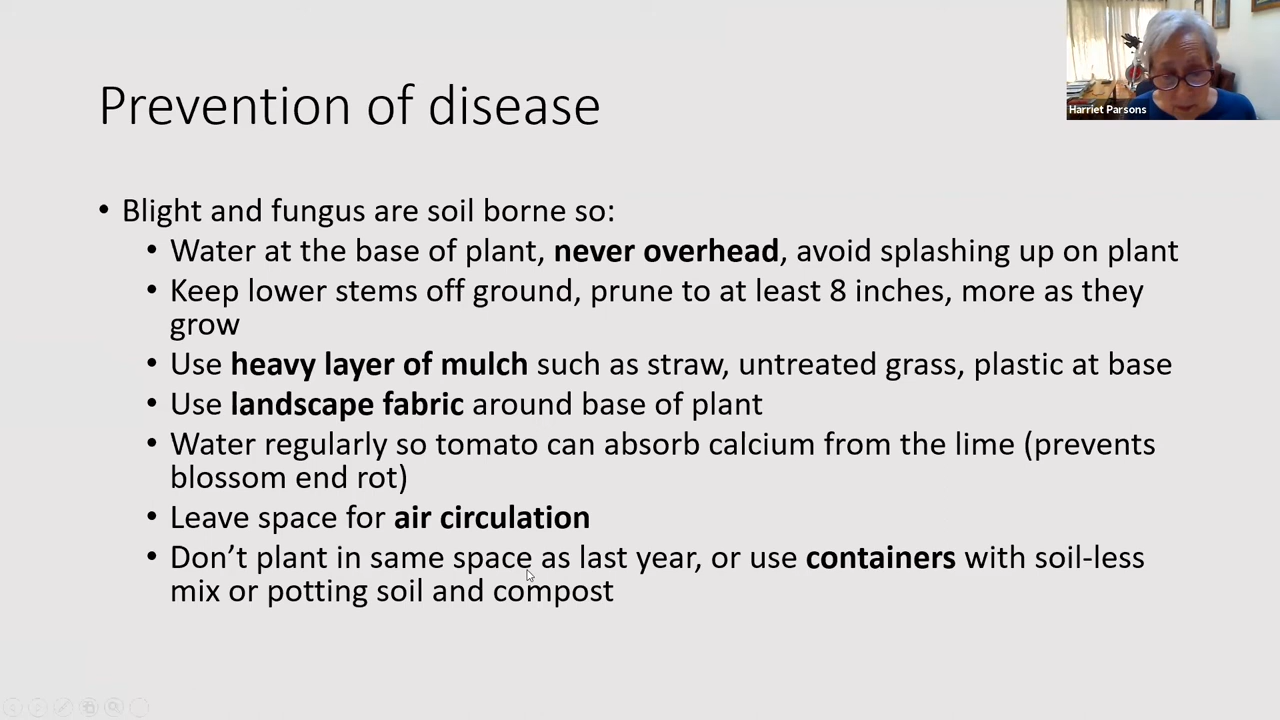 Harriet Parsons
Prevention of disease
• Blight and fungus are soil borne so:
• Water at the base of plant, never overhead, avoid splashing up on plant
• Keep lower stems off ground, prune to at least 8 inches, more as they
grow
• Use heavy layer of mulch such as straw, untreated grass, plastic at base
• Use landscape fabric around base of plant
• Water regularly so tomato can absorb calcium from the lime (prevents
blossom end rot)
• Leave space for air circulation
• Don’t plant in same space as last year, or use containers with soil-less
mix or potting soil and compost